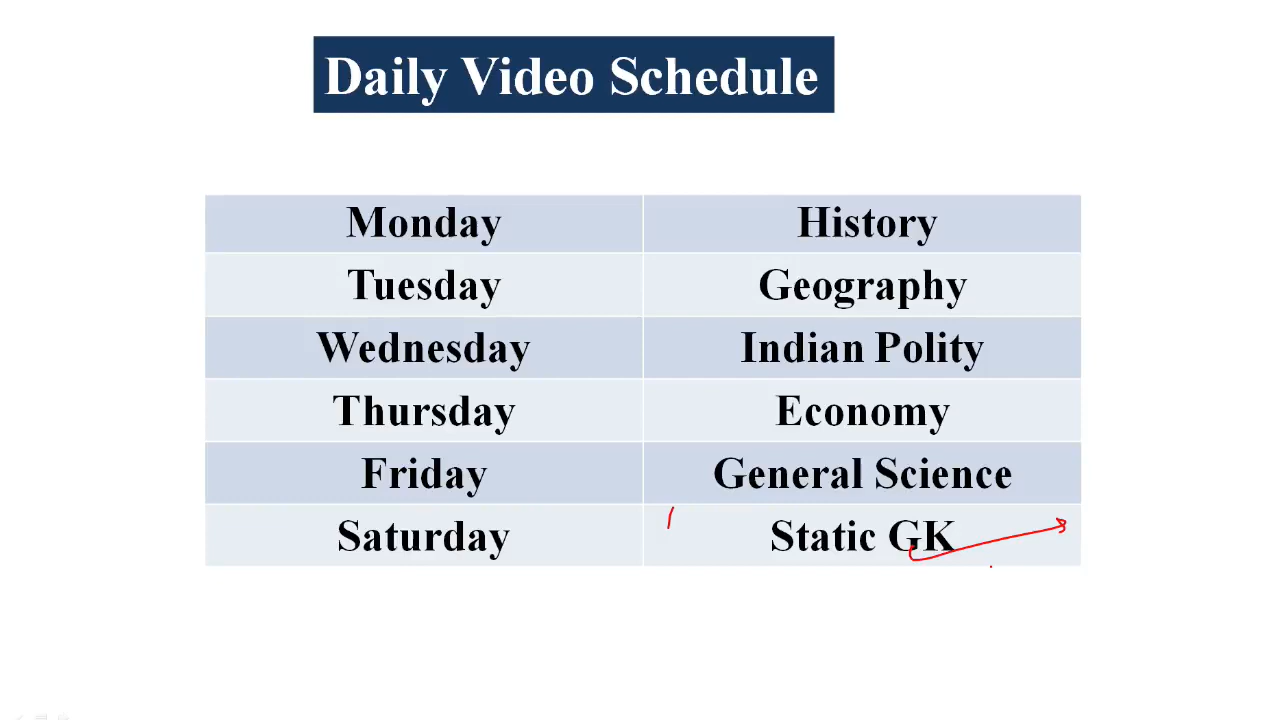 Daily Video Schedule
Monday History
Tuesday Geography
Wednesday Indian Polity
Thursday Economy
Friday General Science
Saturday Static GK